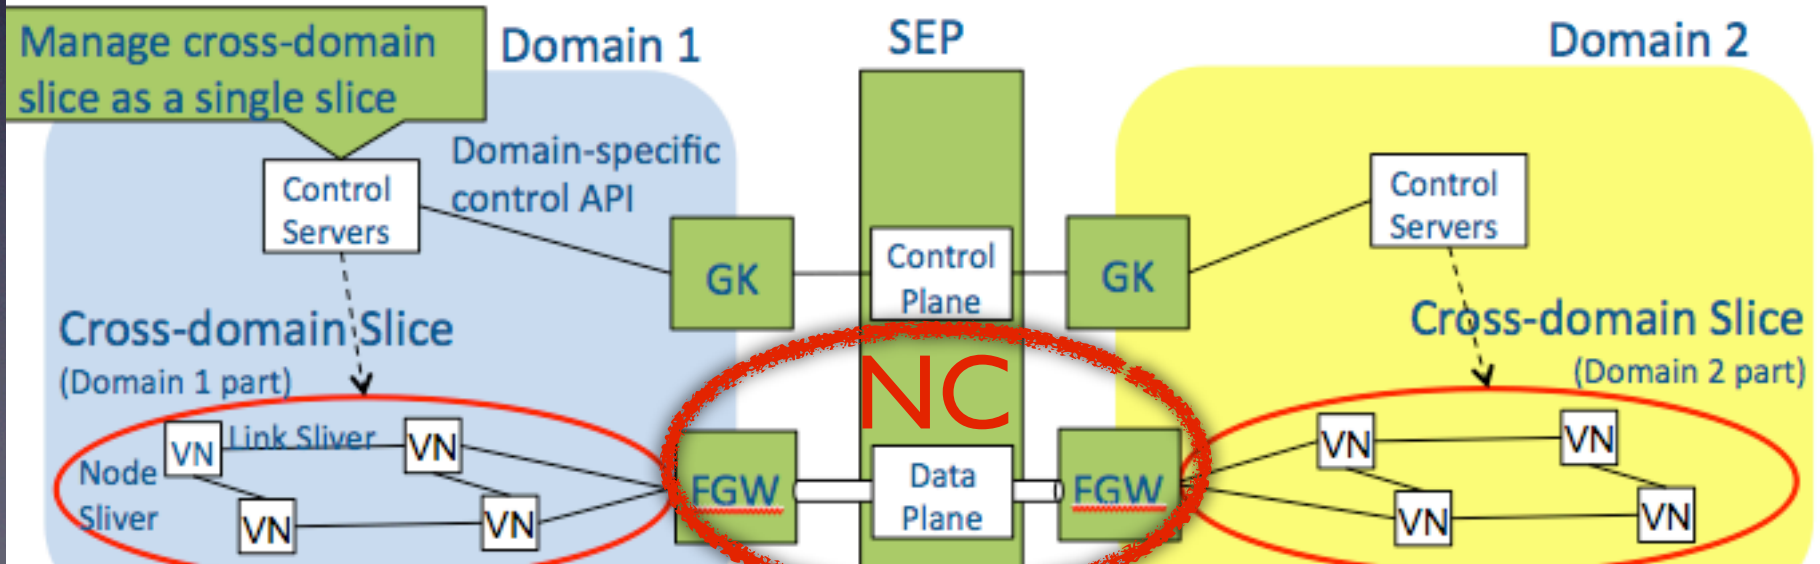 Manage cross-domain
slice as a single slice
Domain 1
SEP
Domain 2
Domain-specific
control API
Control
Servers
Control
Servers
GK
Control
Plane
GK
Cross-domain Slice
(Domain 1 part)
Cross-domain Slice
(Domain 2 part)
NC
VN
Link Sliver
VN
Node
Sliver
VN
VN
FGW
Data
Plane
FGW
VN
VN
VN
VN